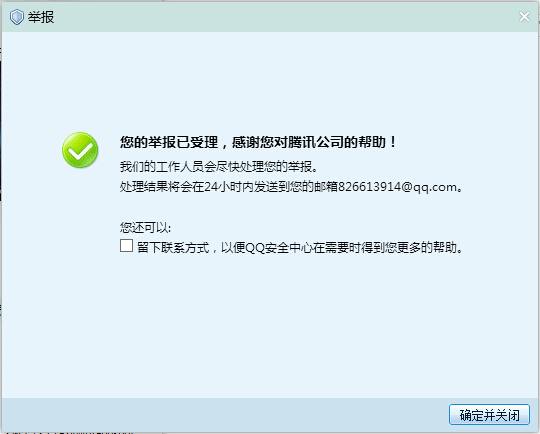 举报
您的举报已受理，感谢您对腾讯公司的帮助！
我们的工作人员会尽快处理您的举报。
处理结果将会在24小时内发送到您的邮箱826613914@qq.com。
您还可以:
留下联系方式，以便QQ安全中心在需要时得到您更多的帮助。
确定并关闭